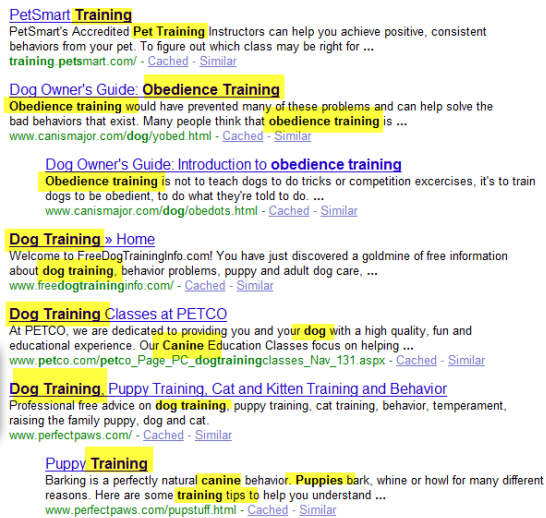 PetSmart Training
PetSmart's Accredited Pet Training Instructors can help you achieve positive, consistent
behaviors from your pet. To figure out which class may be right for ...
training.petsmart.com/ - Cached - Similar
Dog Owner's Guide: Obedience Training
Obedience training would have prevented many of these problems and can help solve the
bad behaviors that exist. Many people think that obedience training is ...
www.canismajor.com/dog/yobed.html - Cached - Similar
Dog Owner's Guide: Introduction to obedience training
Obedience training is not to teach dogs to do tricks or competition excercises, it's to train
dogs to be obedient, to do what they're told to do. ...
www.canismajor.com/dog/obedots.html - Cached - Similar
Dog Training » Home
Welcome to FreeDogTrainingInfo.com! You have just discovered a goldmine of free information
about dog training, behavior problems, puppy and adult dog care, ...
www.freedogtraininginfo.com/ - Cached - Similar
Dog Training Classes at PETCO
At PETCO, we are dedicated to providing you and your dog with a high quality, fun and
educational experience. Our Canine Education Classes focus on helping ...
www.petco.com/petco_Page_PC_dogtrainingclasses_Nav_131.aspx - Cached - Similar
Dog Training, Puppy Training, Cat and Kitten Training and Behavior
Professional free advice on dog training, puppy training, cat training, behavior, temperament,
raising the family puppy, dog and cat.
www.perfectpaws.com/ - Cached - Similar
Puppy Training
Barking is a perfectly natural canine behavior. Puppies bark, whine or howl for many different
reasons. Here are some training tips to help you understand ...
www.perfectpaws.com/pupstuff.html - Cached - Similar